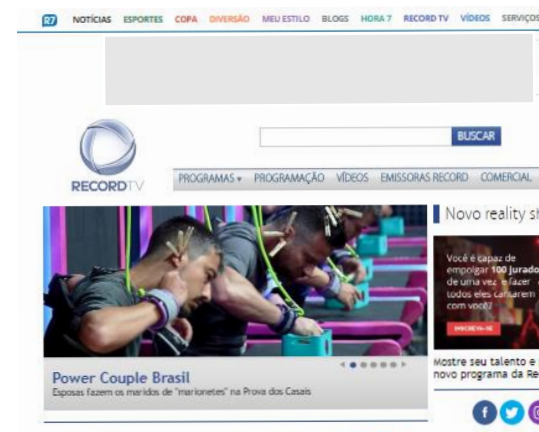 R7 NOTÍCIAS ESPORTES COPA DIVERSÃO MEU ESTILO BLOGS HORA 7 RECORD TV VÍDEOS SERVIÇOS
BUSCAR
RECORDTV
PROGRAMAS PROGRAMAÇÃO VÍDEOS EMISSORAS RECORD COMERCIAL
Novo reality sh
Você é capaz de
empolgar 100 jurado
de uma vez e fazer
todos eles cantarem
com você?
INSCREVA-SE
Power Couple Brasil
Esposas fazem os maridos de "marionetes" na Prova dos Casais
Mostre seu talento e
novo programa da Re